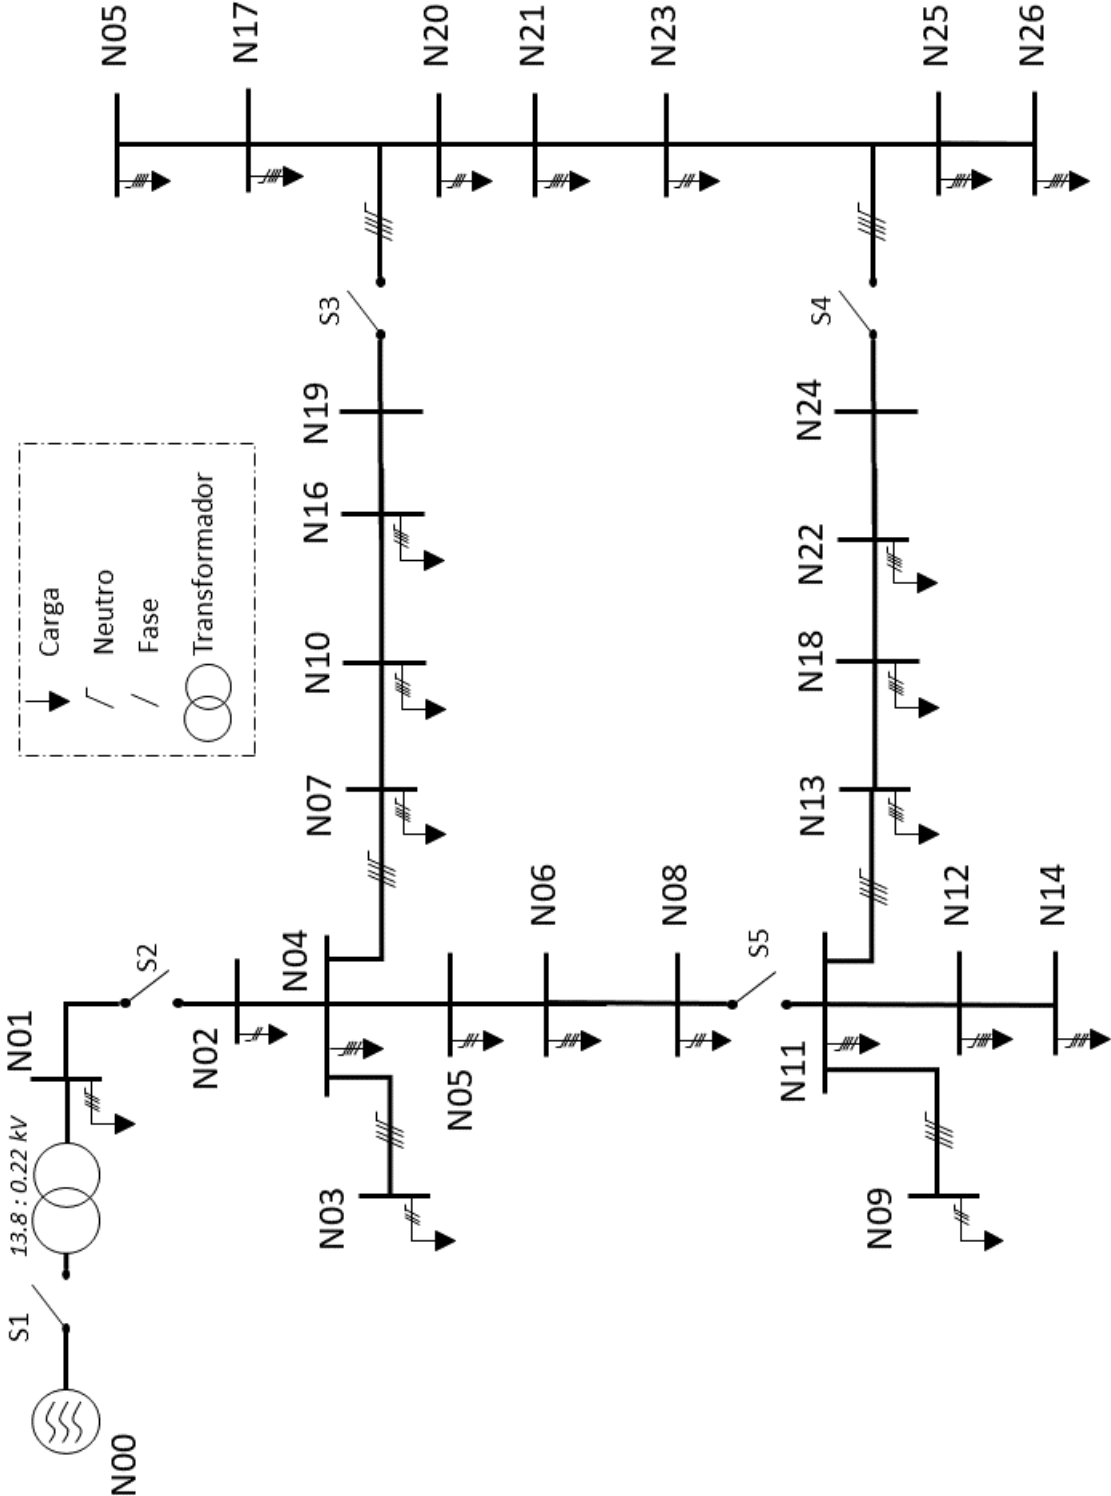 N00
S1
13.8 : 0.22 kV
N01
S2
N02
N04
N03
N05
N06
N08
S5
N11
N09
N12
N14
N07
N10
N16
N19
S3
N13
N18
N22
N24
S4
N05
N17
N20
N21
N23
N25
N26
Carga
Neutro
Fase
Transformador